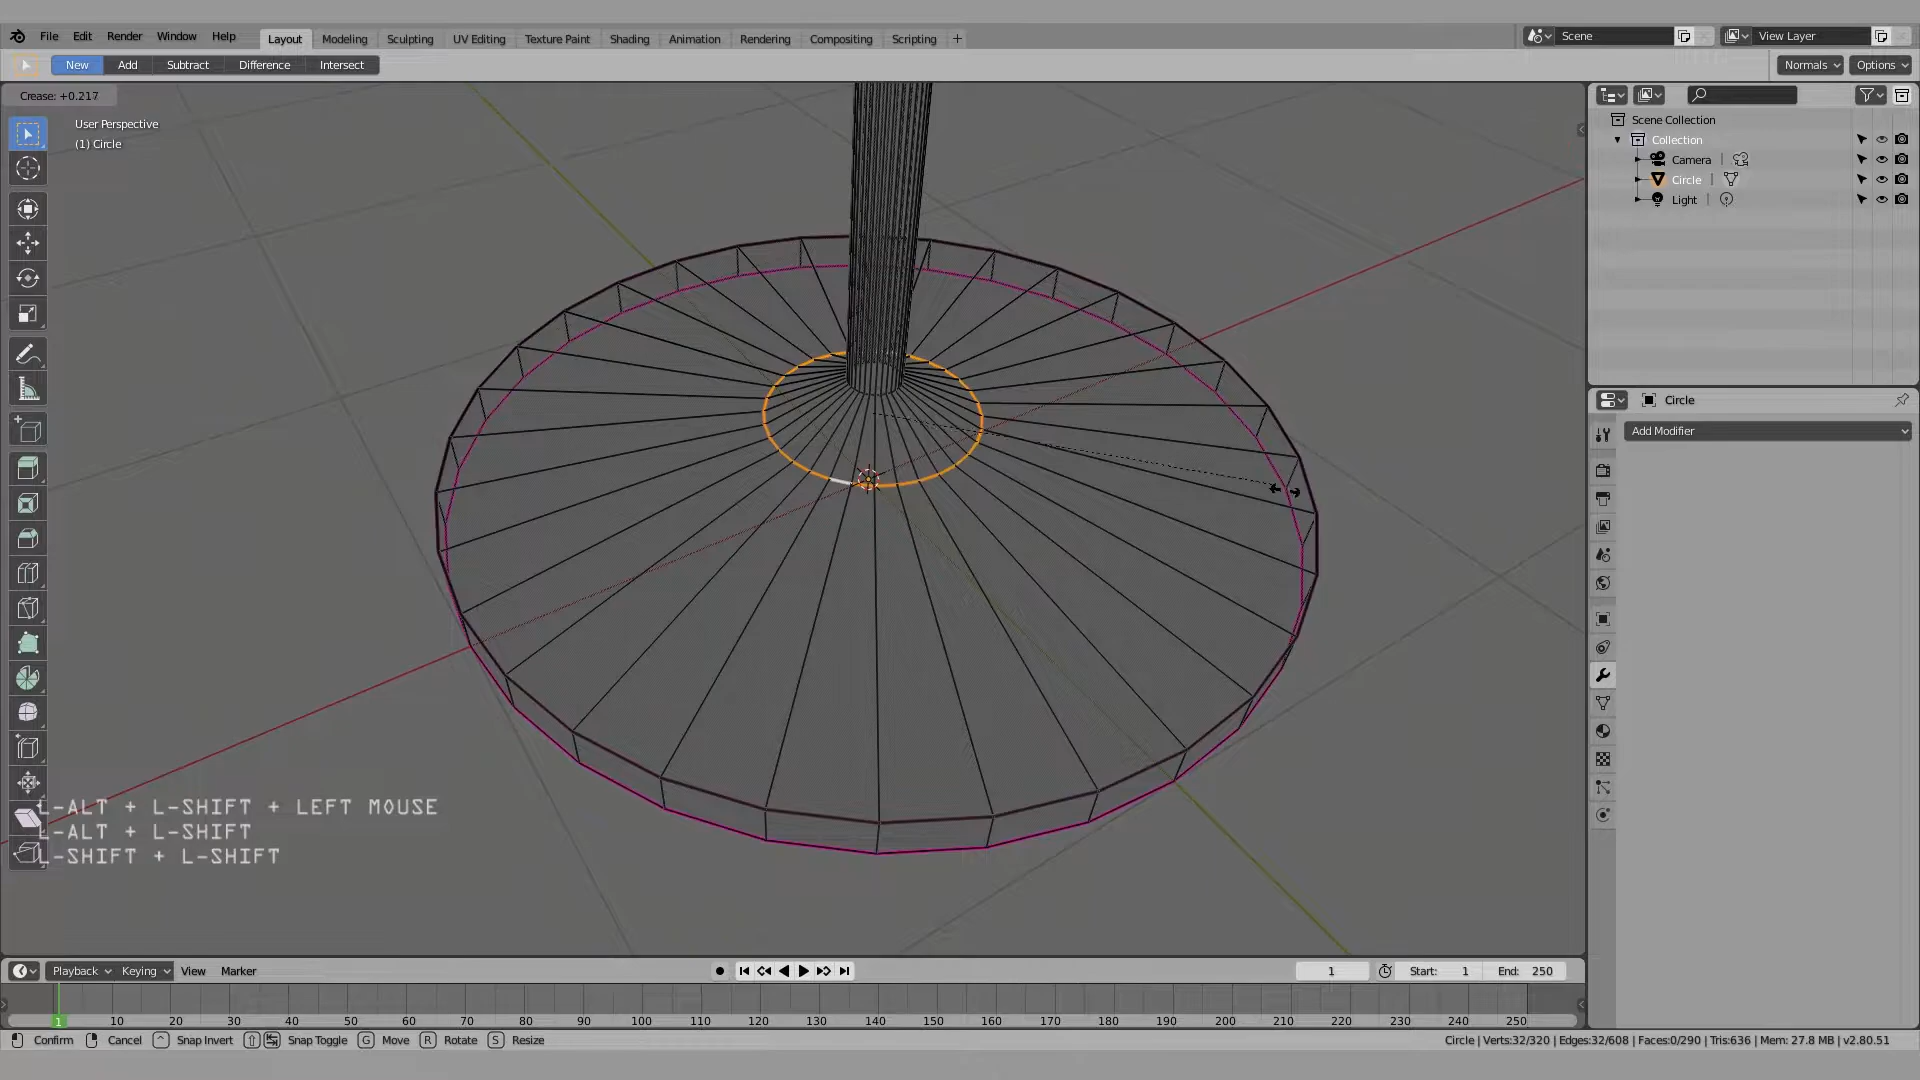 File Edit Render Window Help Layout Modeling Sculpting UV Editing Texture Paint Shading Animation Rendering Compositing Scripting + Scene View Layer
New Add Subtract Difference Intersect Normals Options
Crease: +0.217
User Perspective
(1) Circle
Scene Collection
Collection
Camera
Circle
Light
Circle
Add Modifier
L-ALT + L-SHIFT + LEFT MOUSE
L-ALT + L-SHIFT
L-SHIFT + L-SHIFT
Playback Keying View Marker 1 Start: 1 End: 250
1 10 20 30 40 50 60 70 80 90 100 110 120 130 140 150 160 170 180 190 200 210 220 230 240 250
Confirm Cancel ^ Snap Invert Snap Toggle G Move R Rotate S Resize Circle | Verts:32/320 | Edges:32/608 | Faces:0/290 | Tris:636 | Mem: 27.8 MB | v2.80.51